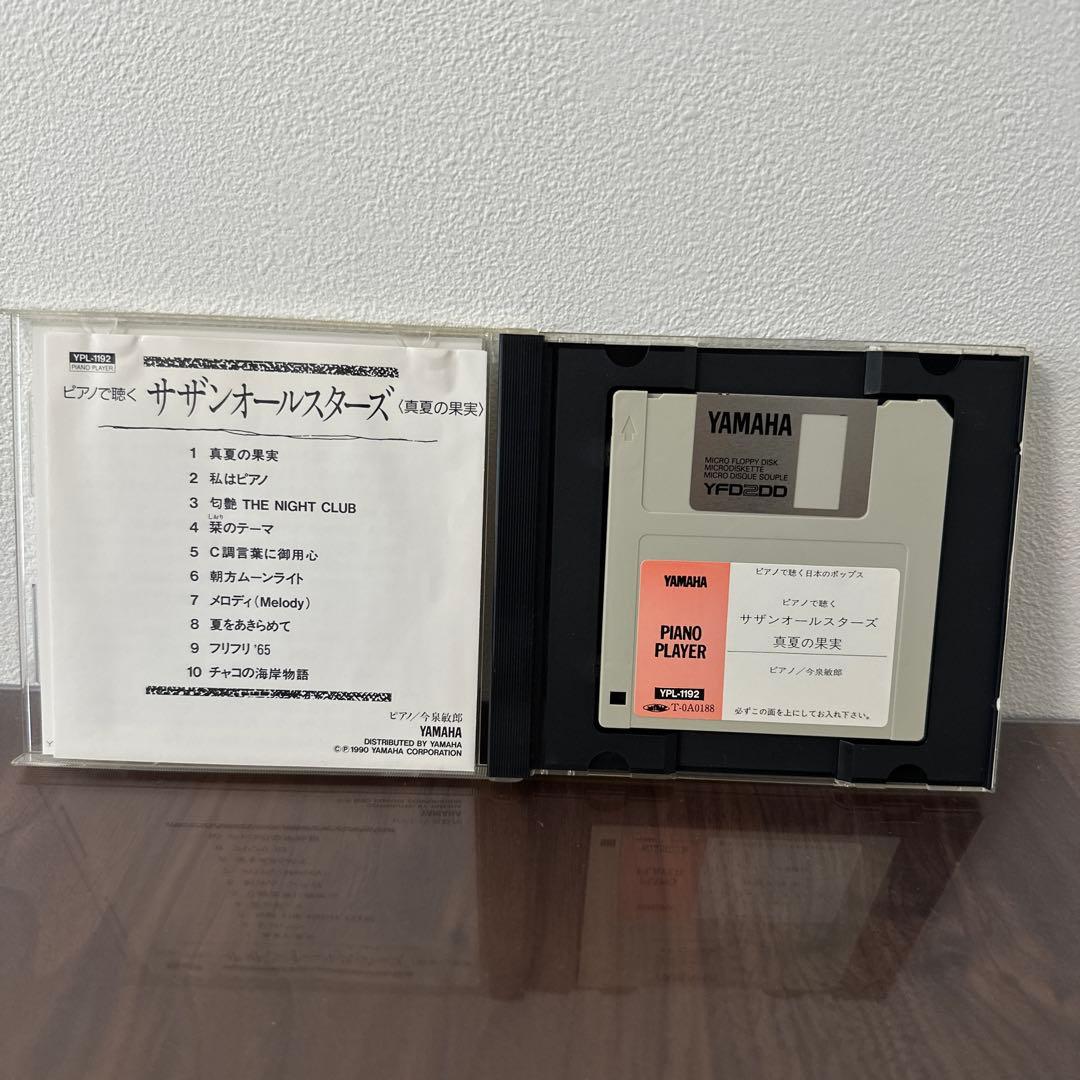 YPL-1192
PIANO PLAYER
ピアノで聴く サザンオールスターズ 〈真夏の果実〉
1 真夏の果実
2 私はピアノ
3 匂艶 THE NIGHT CLUB
しおり
4 栞のテーマ
5 C調言葉に御用心
6 朝方ムーンライト
7 メロディ(Melody)
8 夏をあきらめて
9 フリフリ '65
10 チャコの海岸物語
ピアノ/今泉敏郎
YAMAHA
DISTRIBUTED BY YAMAHA
©Ⓟ 1990 YAMAHA CORPORATION
YAMAHA
MICRO FLOPPY DISK
MICRODISKETTE
MICRO DISQUE SOUPLE
YFD2DD
YAMAHA
PIANO
PLAYER
YPL-1192
T-0A0188
ピアノで聴く日本のポップス
ピアノで聴く
サザンオールスターズ
真夏の果実
ピアノ/今泉敏郎
必ずこの面を上にしてお入れ下さい。